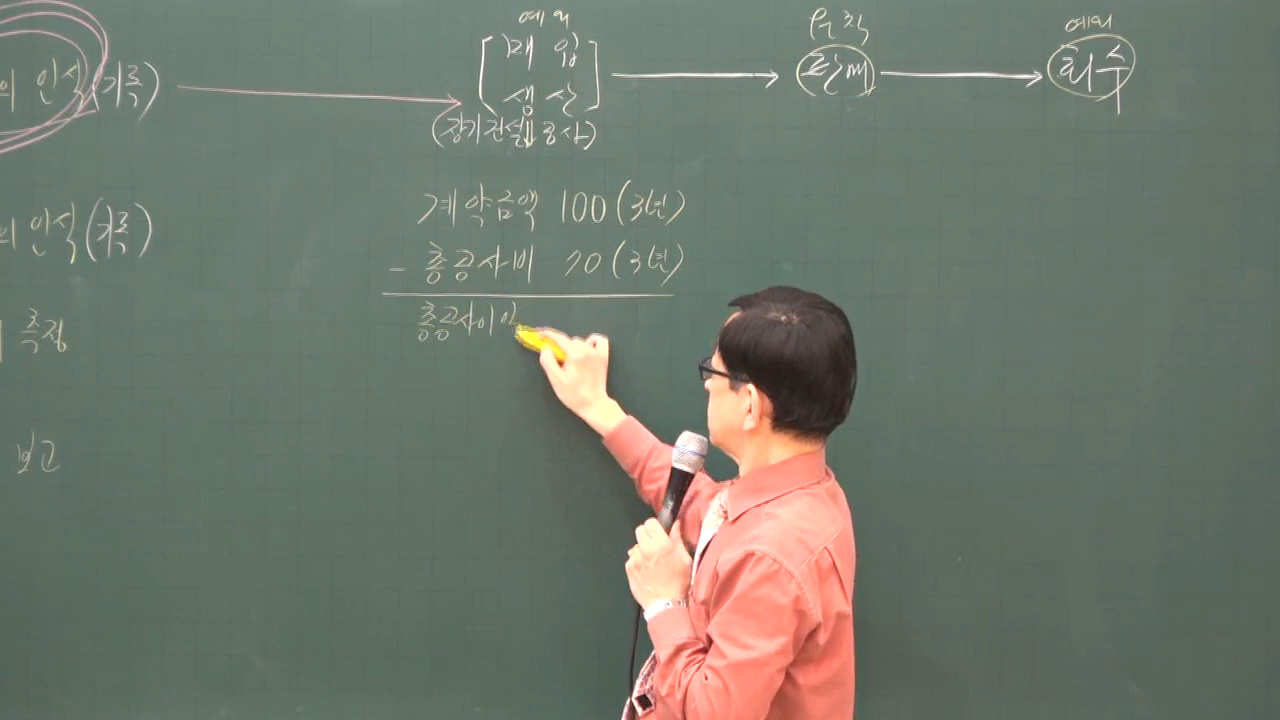 예외 원칙 예외
의 인식(기록) → [매입 생산] → 판매 → 회수
(장기건설공사)
계약금액 100(3년)
의 인식(기록)
- 총공사비 70(3년)
총공사이익
측정
보고